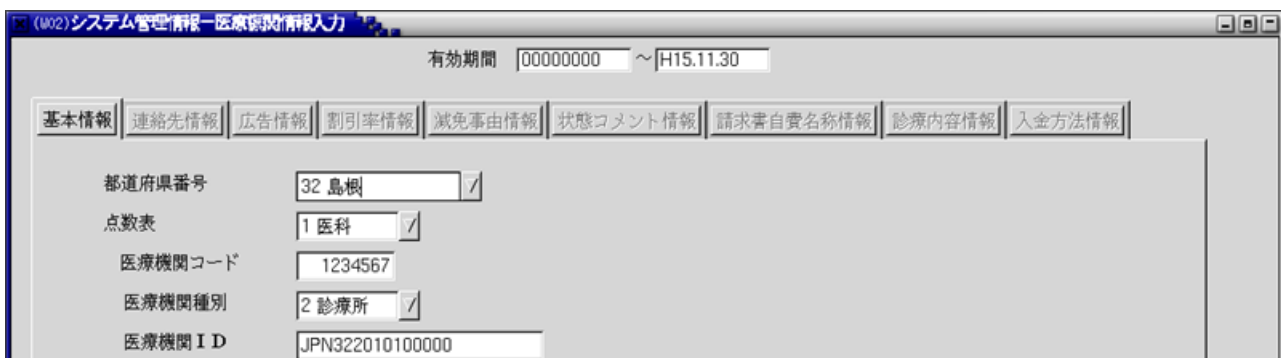 (W02)システム管理情報ー医療機関情報入力
有効期間 00000000 ～ H15.11.30
基本情報 連絡先情報 広告情報 割引率情報 減免事由情報 状態コメント情報 請求書自費名称情報 診療内容情報 入金方法情報
都道府県番号 32 島根
点数表 1 医科
医療機関コード 1234567
医療機関種別 2 診療所
医療機関ＩＤ JPN322010100000